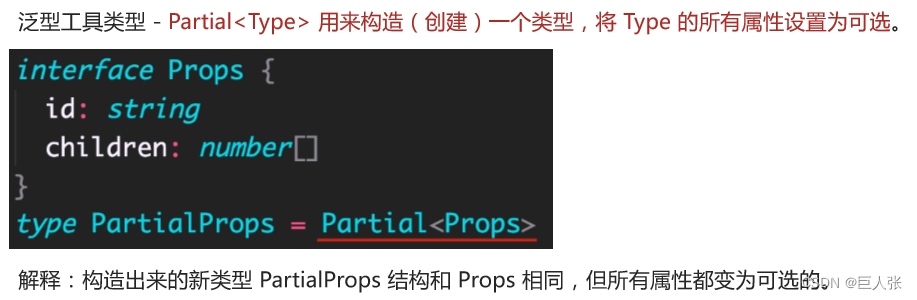 泛型工具类型 - Partial<Type> 用来构造（创建）一个类型，将 Type 的所有属性设置为可选。
interface Props {
  id: string
  children: number[]
}
type PartialProps = Partial<Props>
解释：构造出来的新类型 PartialProps 结构和 Props 相同，但所有属性都变为可选的。
CSDN @巨人张